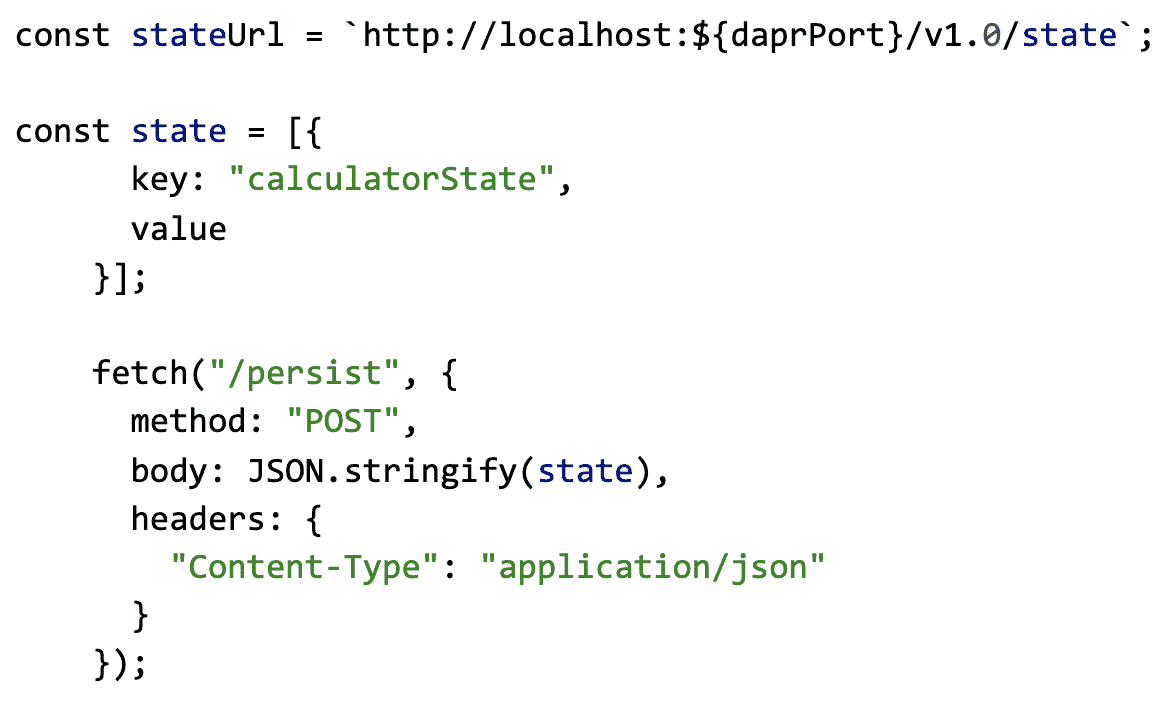 const stateUrl = `http://localhost:${daprPort}/v1.0/state`;
const state = [{
key: "calculatorState",
value
}];
fetch("/persist", {
method: "POST",
body: JSON.stringify(state),
headers: {
"Content-Type": "application/json"
}
});